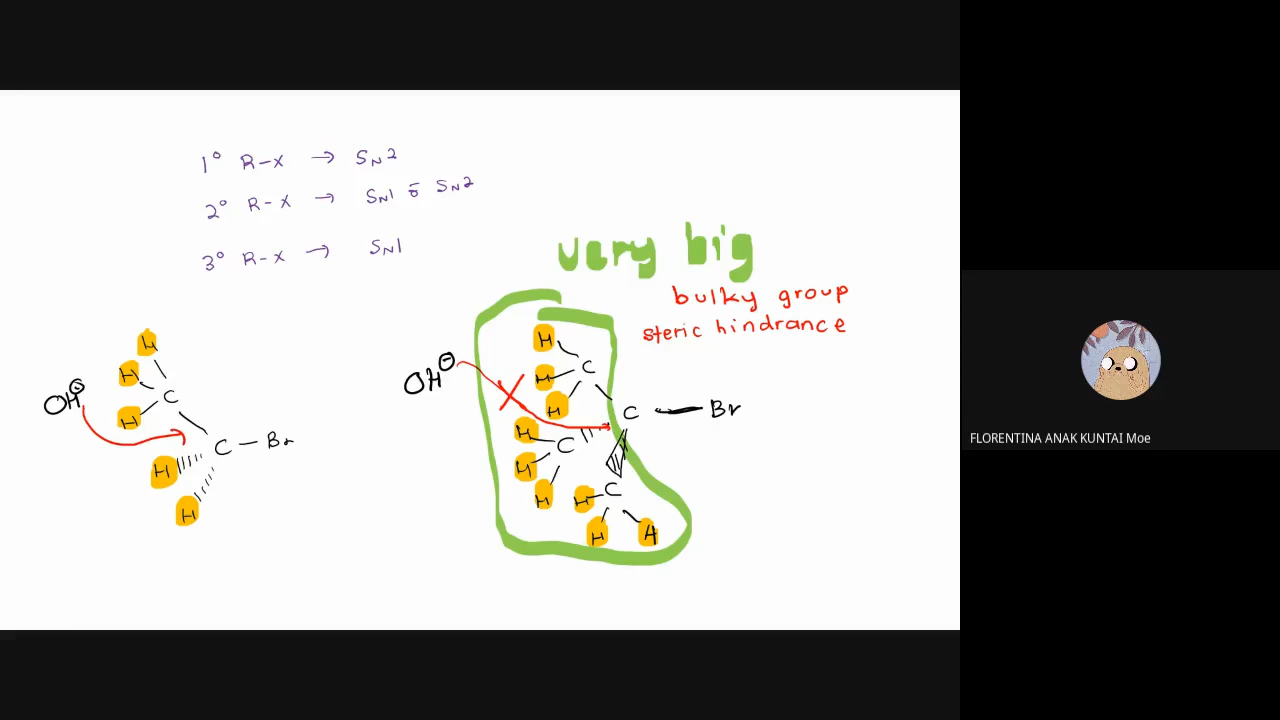 1° R-X → SN2
2° R-X → SN1 SN2
3° R-X → SN1
very big
bulky group
steric hindrance
H
H
H
OH⊖
C
C-Br
H
H
H
OH⊖
H
C
H
C
Br
H
C
H
H
C
H
H
H
FLORENTINA ANAK KUNTAI Moe